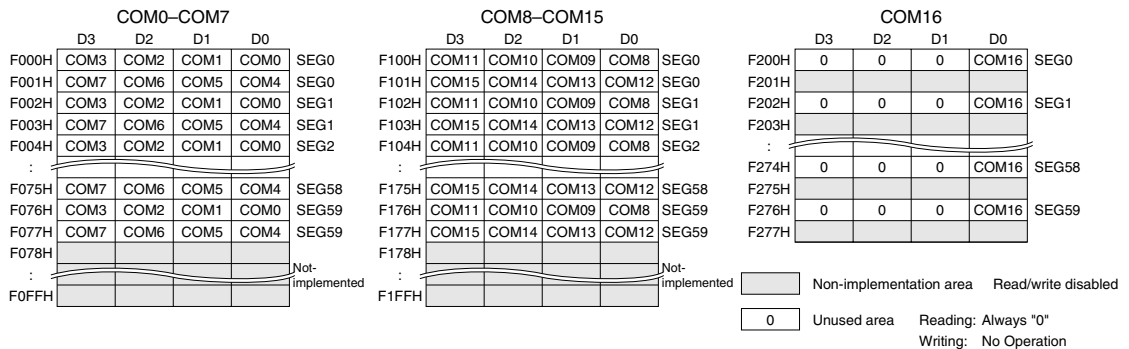 COM0–COM7
D3 D2 D1 D0
F000H COM3 COM2 COM1 COM0 SEG0
F001H COM7 COM6 COM5 COM4 SEG0
F002H COM3 COM2 COM1 COM0 SEG1
F003H COM7 COM6 COM5 COM4 SEG1
F004H COM3 COM2 COM1 COM0 SEG2
:
F075H COM7 COM6 COM5 COM4 SEG58
F076H COM3 COM2 COM1 COM0 SEG59
F077H COM7 COM6 COM5 COM4 SEG59
F078H
:
Not-
implemented
F0FFH
COM8–COM15
D3 D2 D1 D0
F100H COM11 COM10 COM09 COM8 SEG0
F101H COM15 COM14 COM13 COM12 SEG0
F102H COM11 COM10 COM09 COM8 SEG1
F103H COM15 COM14 COM13 COM12 SEG1
F104H COM11 COM10 COM09 COM8 SEG2
:
F175H COM15 COM14 COM13 COM12 SEG58
F176H COM11 COM10 COM09 COM8 SEG59
F177H COM15 COM14 COM13 COM12 SEG59
F178H
:
Not-
implemented
F1FFH
COM16
D3 D2 D1 D0
F200H 0 0 0 COM16 SEG0
F201H
F202H 0 0 0 COM16 SEG1
F203H
:
F274H 0 0 0 COM16 SEG58
F275H
F276H 0 0 0 COM16 SEG59
F277H
Non-implementation area Read/write disabled
0 Unused area Reading: Always "0"
Writing: No Operation